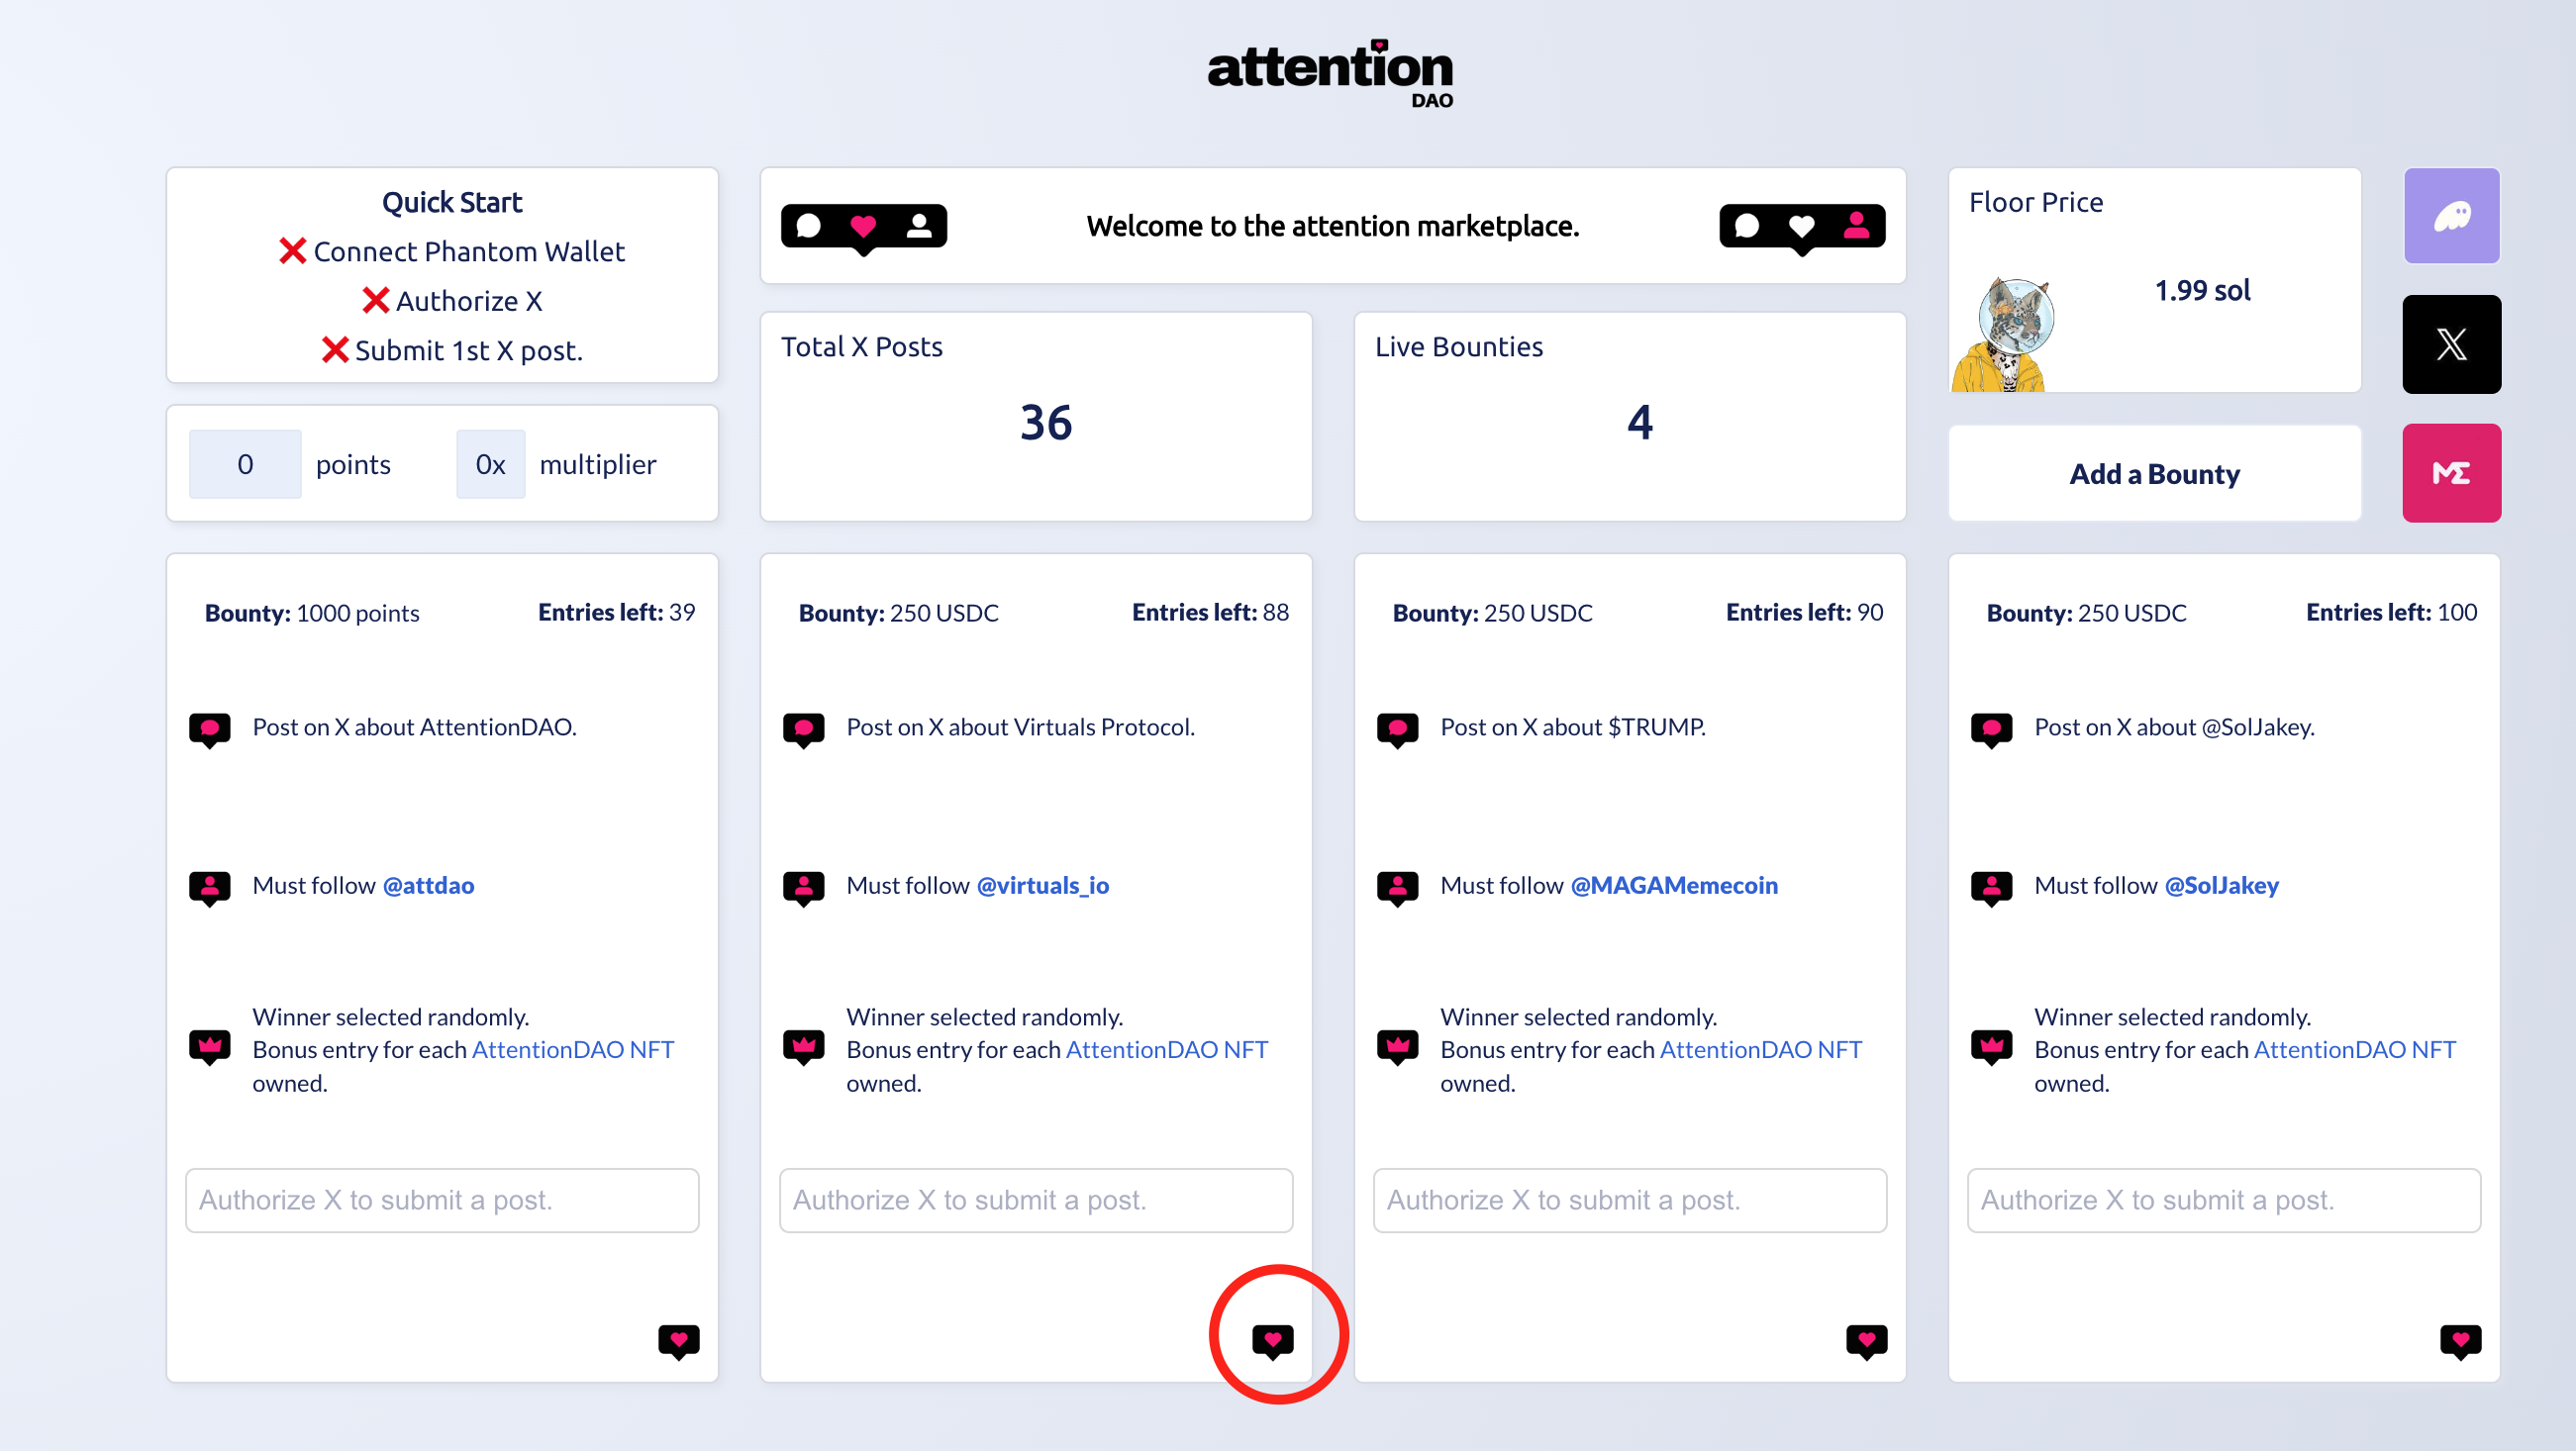 attention
DAO
Quick Start
Connect Phantom Wallet
Authorize X
Submit 1st X post.
0 points 0x multiplier
Welcome to the attention marketplace.
Total X Posts
36
Live Bounties
4
Floor Price
1.99 sol
Add a Bounty
Bounty: 1000 points Entries left: 39
Post on X about AttentionDAO.
Must follow @attdao
Winner selected randomly.
Bonus entry for each AttentionDAO NFT
owned.
Authorize X to submit a post.
Bounty: 250 USDC Entries left: 88
Post on X about Virtuals Protocol.
Must follow @virtuals_io
Winner selected randomly.
Bonus entry for each AttentionDAO NFT
owned.
Authorize X to submit a post.
Bounty: 250 USDC Entries left: 90
Post on X about $TRUMP.
Must follow @MAGAMemecoin
Winner selected randomly.
Bonus entry for each AttentionDAO NFT
owned.
Authorize X to submit a post.
Bounty: 250 USDC Entries left: 100
Post on X about @SolJakey.
Must follow @SolJakey
Winner selected randomly.
Bonus entry for each AttentionDAO NFT
owned.
Authorize X to submit a post.